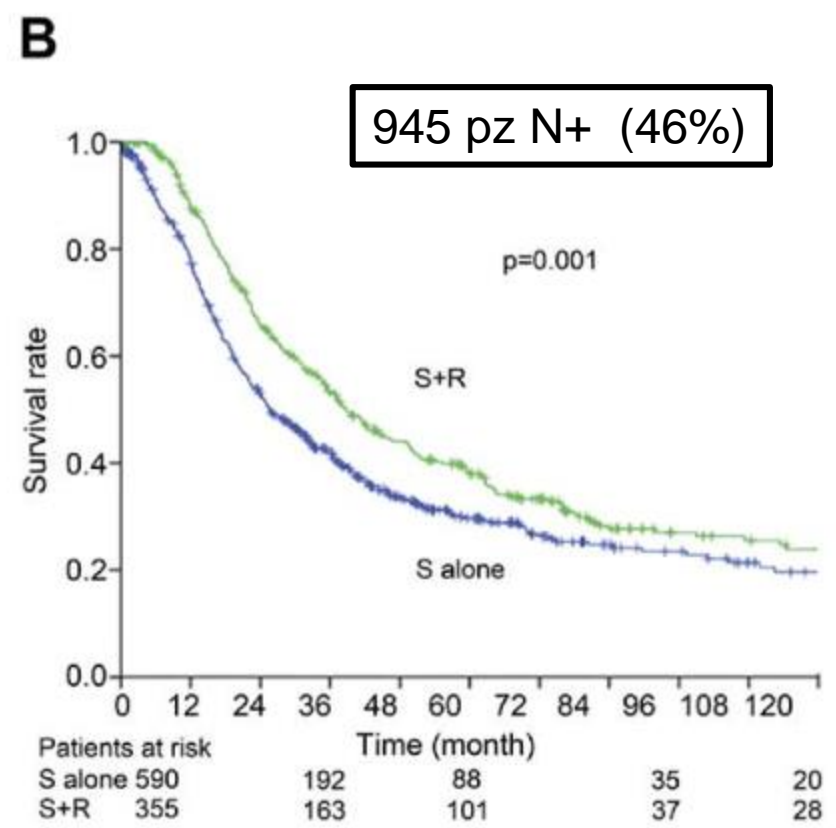 B
945 pz N+ (46%)
1.0
0.8
0.6
0.4
0.2
0.0
Survival rate
p=0.001
S+R
S alone
0 12 24 36 48 60 72 84 96 108 120
Time (month)
Patients at risk
S alone 590 192 88 35 20
S+R 355 163 101 37 28